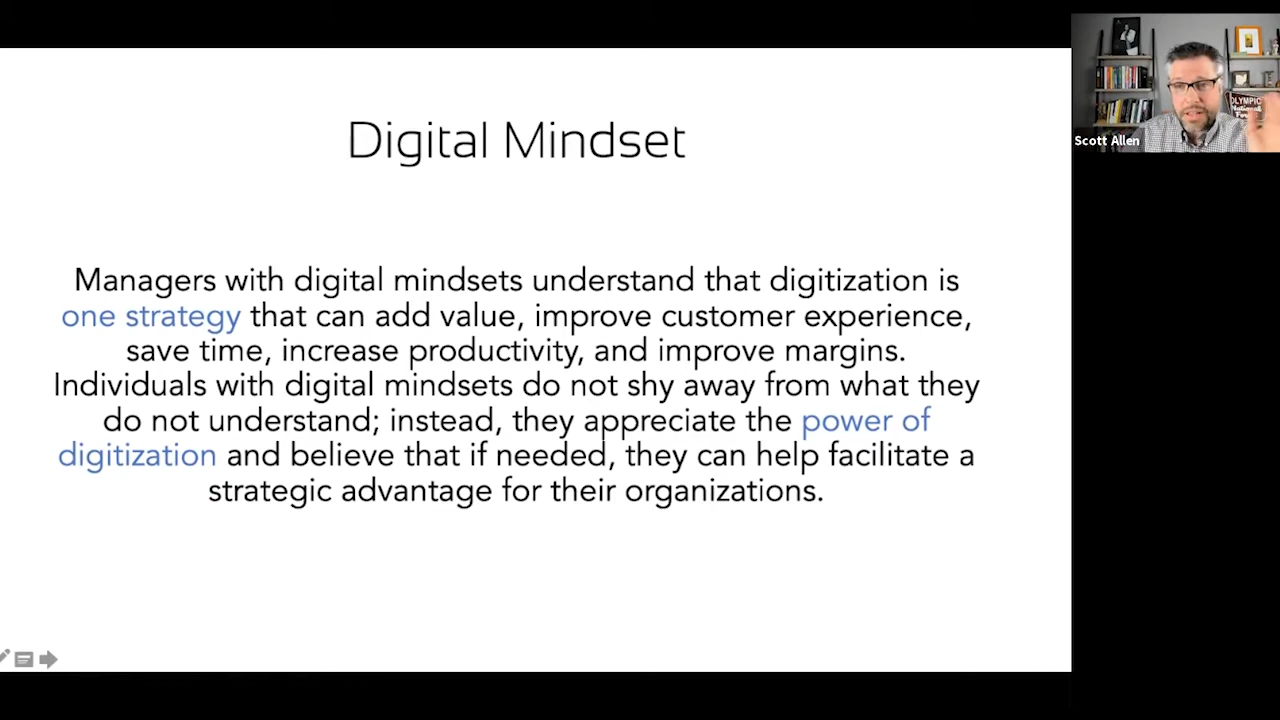 Digital Mindset
Managers with digital mindsets understand that digitization is
one strategy that can add value, improve customer experience,
save time, increase productivity, and improve margins.
Individuals with digital mindsets do not shy away from what they
do not understand; instead, they appreciate the power of
digitization and believe that if needed, they can help facilitate a
strategic advantage for their organizations.
OLYMPIC
National
Scott Allen